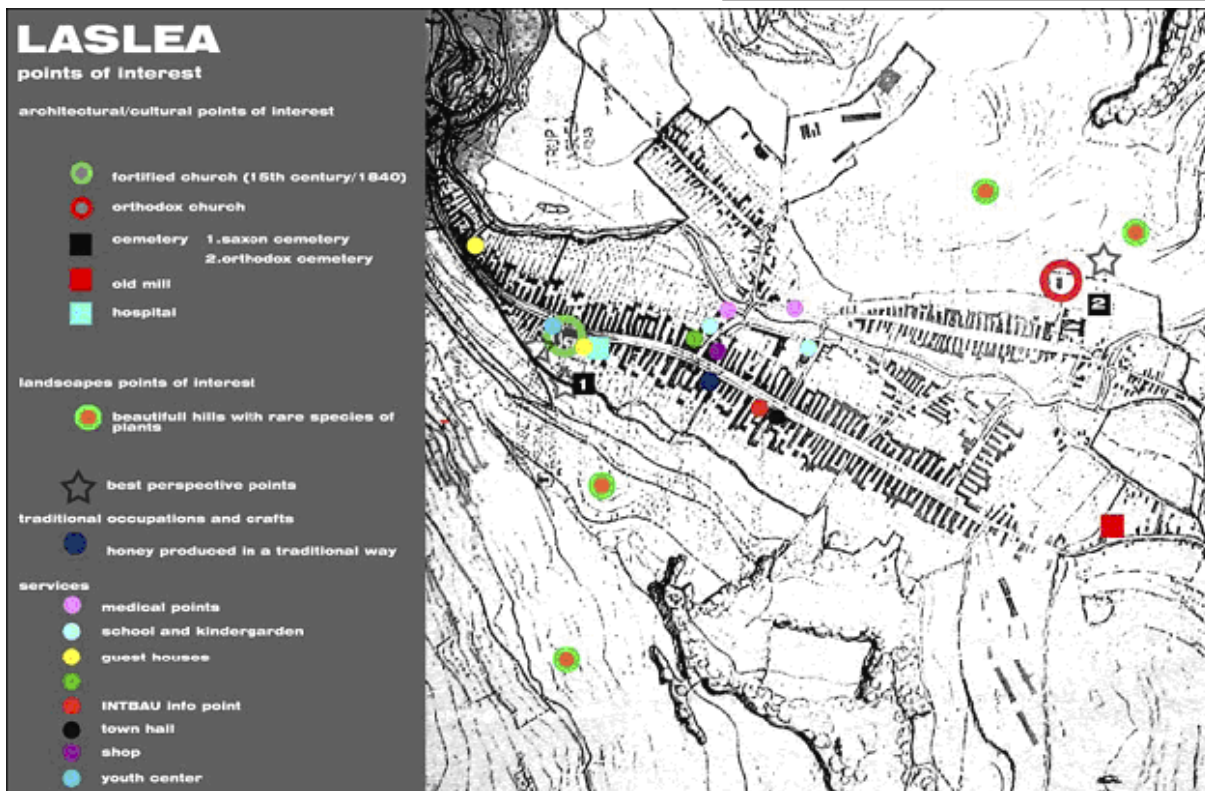 LASLEA
points of interest
architectural/cultural points of interest
fortified church (15th century/1840)
orthodox church
cemetery 1.saxon cemetery
2.orthodox cemetery
old mill
hospital
landscapes points of interest
beautifull hills with rare species of
plants
best perspective points
traditional occupations and crafts
honey produced in a traditional way
services
medical points
school and kindergarden
guest houses
INTBAU info point
town hall
shop
youth center
TRUP 1
2
1